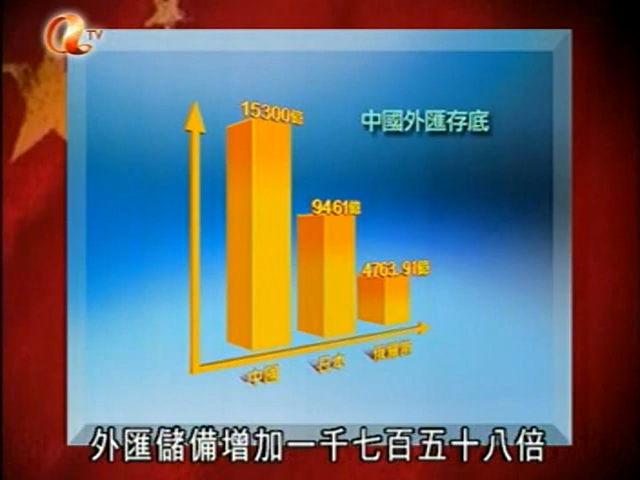 aTV
15300億
中國外匯存底
9461億
4763.91億
中國
日本
俄羅斯
外匯儲備增加一千七百五十八倍